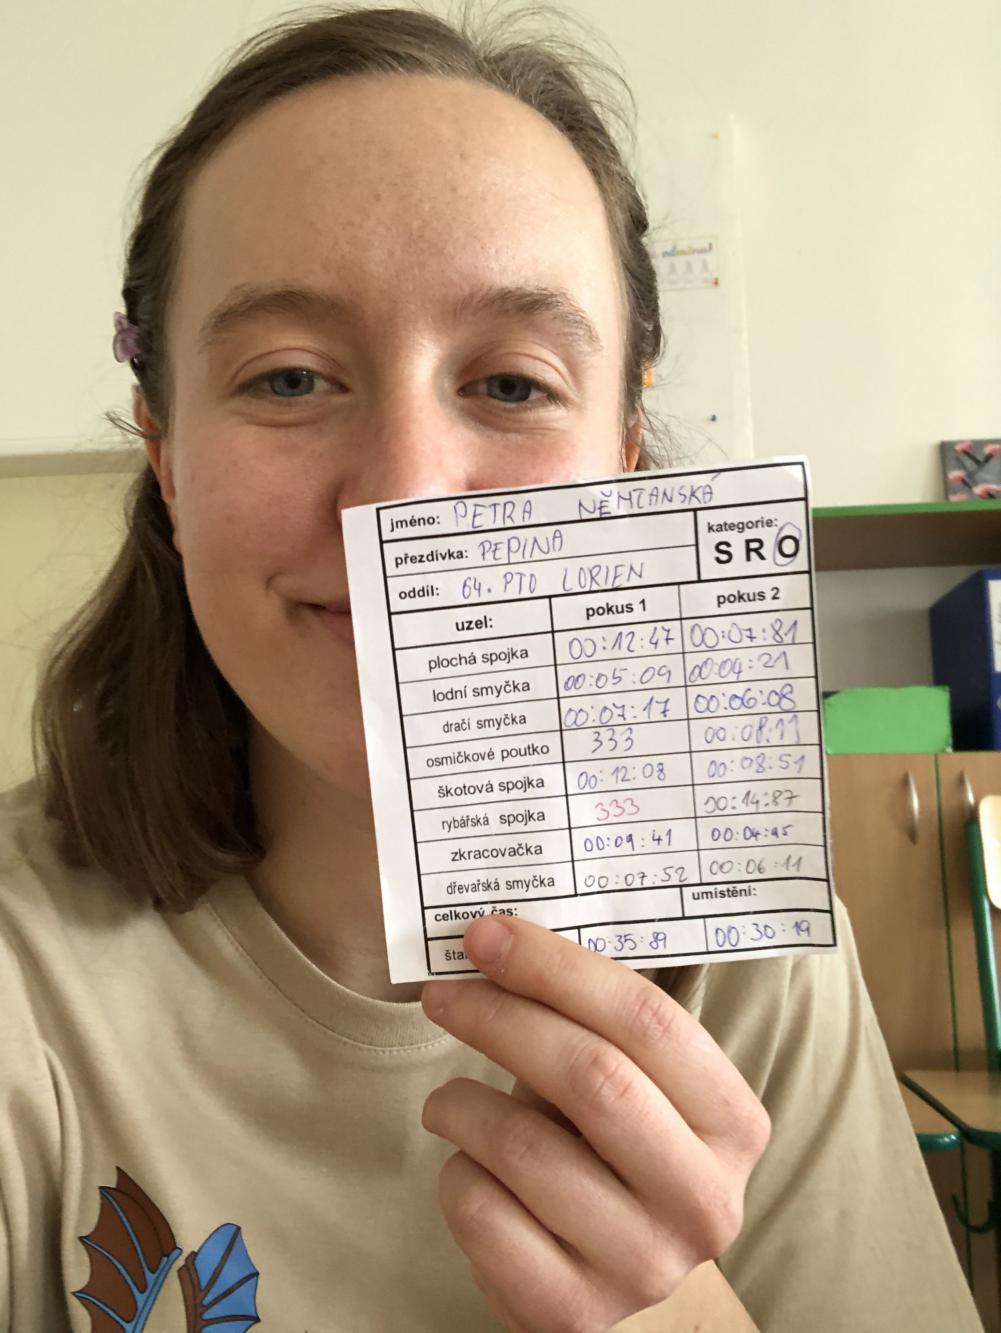 jméno: PETRA NĚMČANSKÁ
přezdívka: PEPINA
kategorie:
S R O
oddíl: 64. PTO LORIEN
uzel: pokus 1 pokus 2
plochá spojka 00:12:47 00:07:81
lodní smyčka 00:05:09 00:04:21
dračí smyčka 00:07:17 00:06:08
osmičkové poutko 333 00:08:11
škotová spojka 00:12:08 00:08:51
rybářská spojka 333 00:14:87
zkracovačka 00:09:41 00:04:95
dřevařská smyčka 00:07:52 00:06:11
celkový čas: umístění:
00:35:89 00:30:19